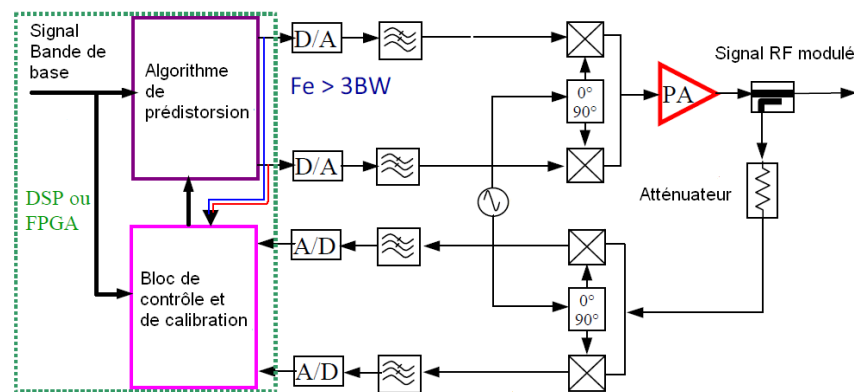 Signal
Bande de
base
Algorithme
de
prédistorsion
D/A
Fe > 3BW
0°
90°
PA
Signal RF modulé
D/A
Atténuateur
DSP ou
FPGA
Bloc de
contrôle et
de calibration
A/D
0°
90°
A/D